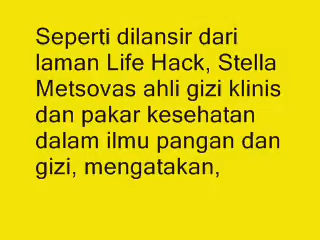 Seperti dilansir dari
laman Life Hack, Stella
Metsovas ahli gizi klinis
dan pakar kesehatan
dalam ilmu pangan dan
gizi, mengatakan,